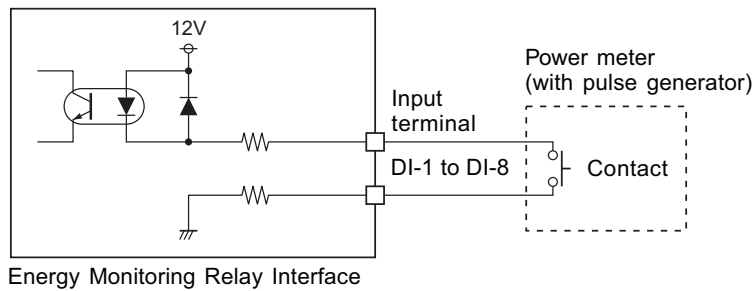 12V
Power meter
(with pulse generator)
Input
terminal
DI-1 to DI-8
Contact
Energy Monitoring Relay Interface